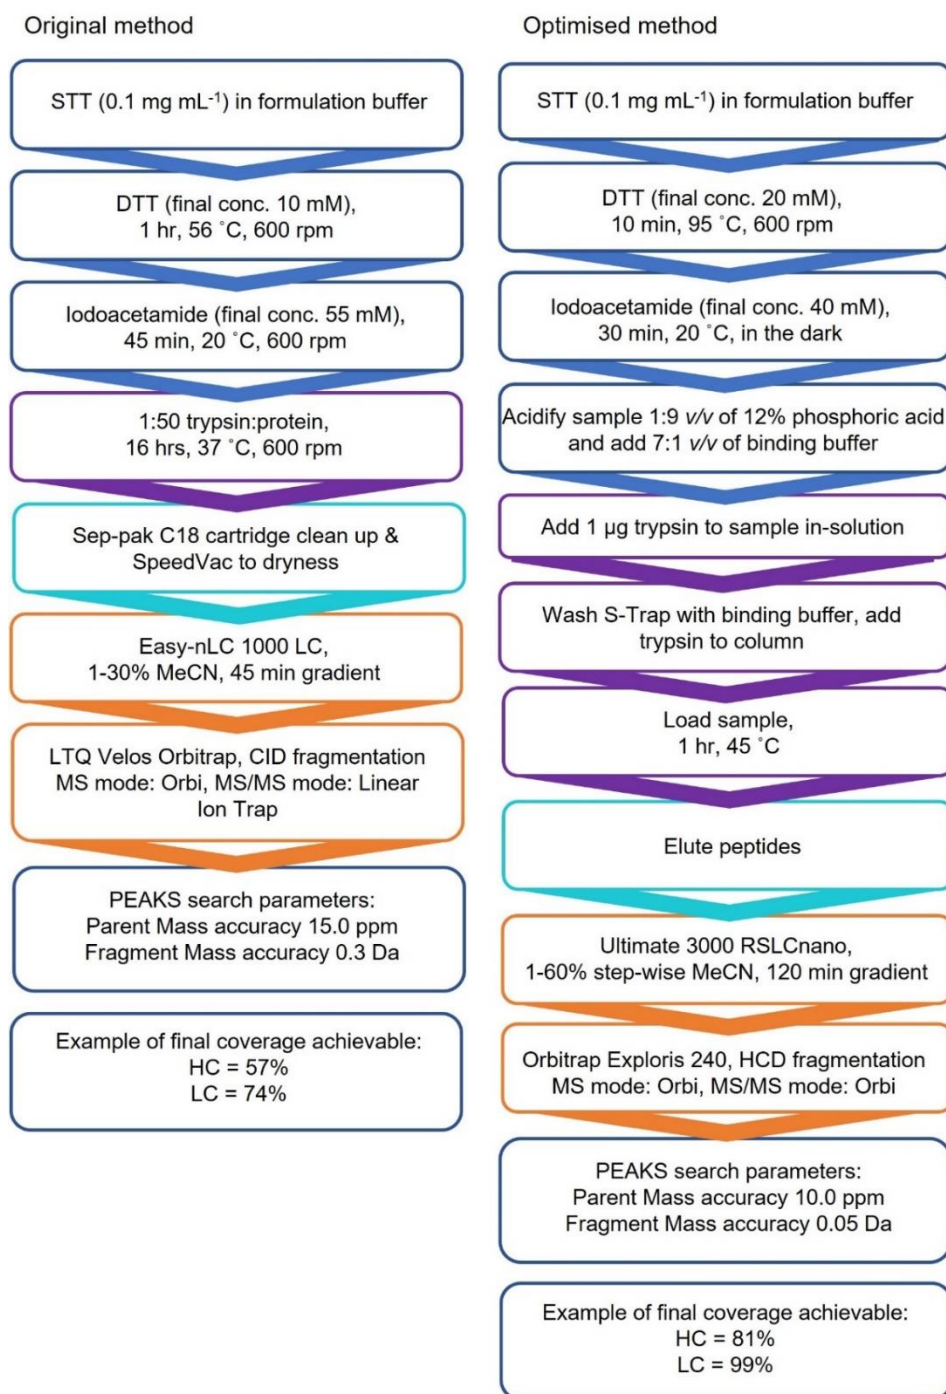 Original method
STT (0.1 mg mL⁻¹) in formulation buffer
DTT (final conc. 10 mM),
1 hr, 56 ˚C, 600 rpm
Iodoacetamide (final conc. 55 mM),
45 min, 20 ˚C, 600 rpm
1:50 trypsin:protein,
16 hrs, 37 ˚C, 600 rpm
Sep-pak C18 cartridge clean up &
SpeedVac to dryness
Easy-nLC 1000 LC,
1-30% MeCN, 45 min gradient
LTQ Velos Orbitrap, CID fragmentation
MS mode: Orbi, MS/MS mode: Linear
Ion Trap
PEAKS search parameters:
Parent Mass accuracy 15.0 ppm
Fragment Mass accuracy 0.3 Da
Example of final coverage achievable:
HC = 57%
LC = 74%
Optimised method
STT (0.1 mg mL⁻¹) in formulation buffer
DTT (final conc. 20 mM),
10 min, 95 ˚C, 600 rpm
Iodoacetamide (final conc. 40 mM),
30 min, 20 ˚C, in the dark
Acidify sample 1:9 v/v of 12% phosphoric acid
and add 7:1 v/v of binding buffer
Add 1 µg trypsin to sample in-solution
Wash S-Trap with binding buffer, add
trypsin to column
Load sample,
1 hr, 45 ˚C
Elute peptides
Ultimate 3000 RSLCnano,
1-60% step-wise MeCN, 120 min gradient
Orbitrap Exploris 240, HCD fragmentation
MS mode: Orbi, MS/MS mode: Orbi
PEAKS search parameters:
Parent Mass accuracy 10.0 ppm
Fragment Mass accuracy 0.05 Da
Example of final coverage achievable:
HC = 81%
LC = 99%